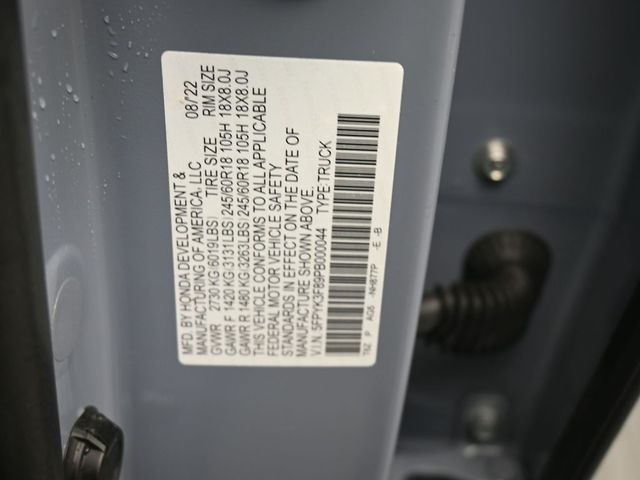 MFD. BY HONDA DEVELOPMENT & 08/22
MANUFACTURING OF AMERICA, LLC
GVWR 2730 KG(6019LBS) TIRE SIZE RIM SIZE
GAWR F 1420 KG(3131LBS) 245/60R18 105H 18X8.0J
GAWR R 1480 KG(3263LBS) 245/60R18 105H 18X8.0J
THIS VEHICLE CONFORMS TO ALL APPLICABLE
FEDERAL MOTOR VEHICLE SAFETY
STANDARDS IN EFFECT ON THE DATE OF
MANUFACTURE SHOWN ABOVE.
V.I.N. 5FPYK3F89PB000044 TYPE:TRUCK
T6Z P AG5 -NH877P -E -B